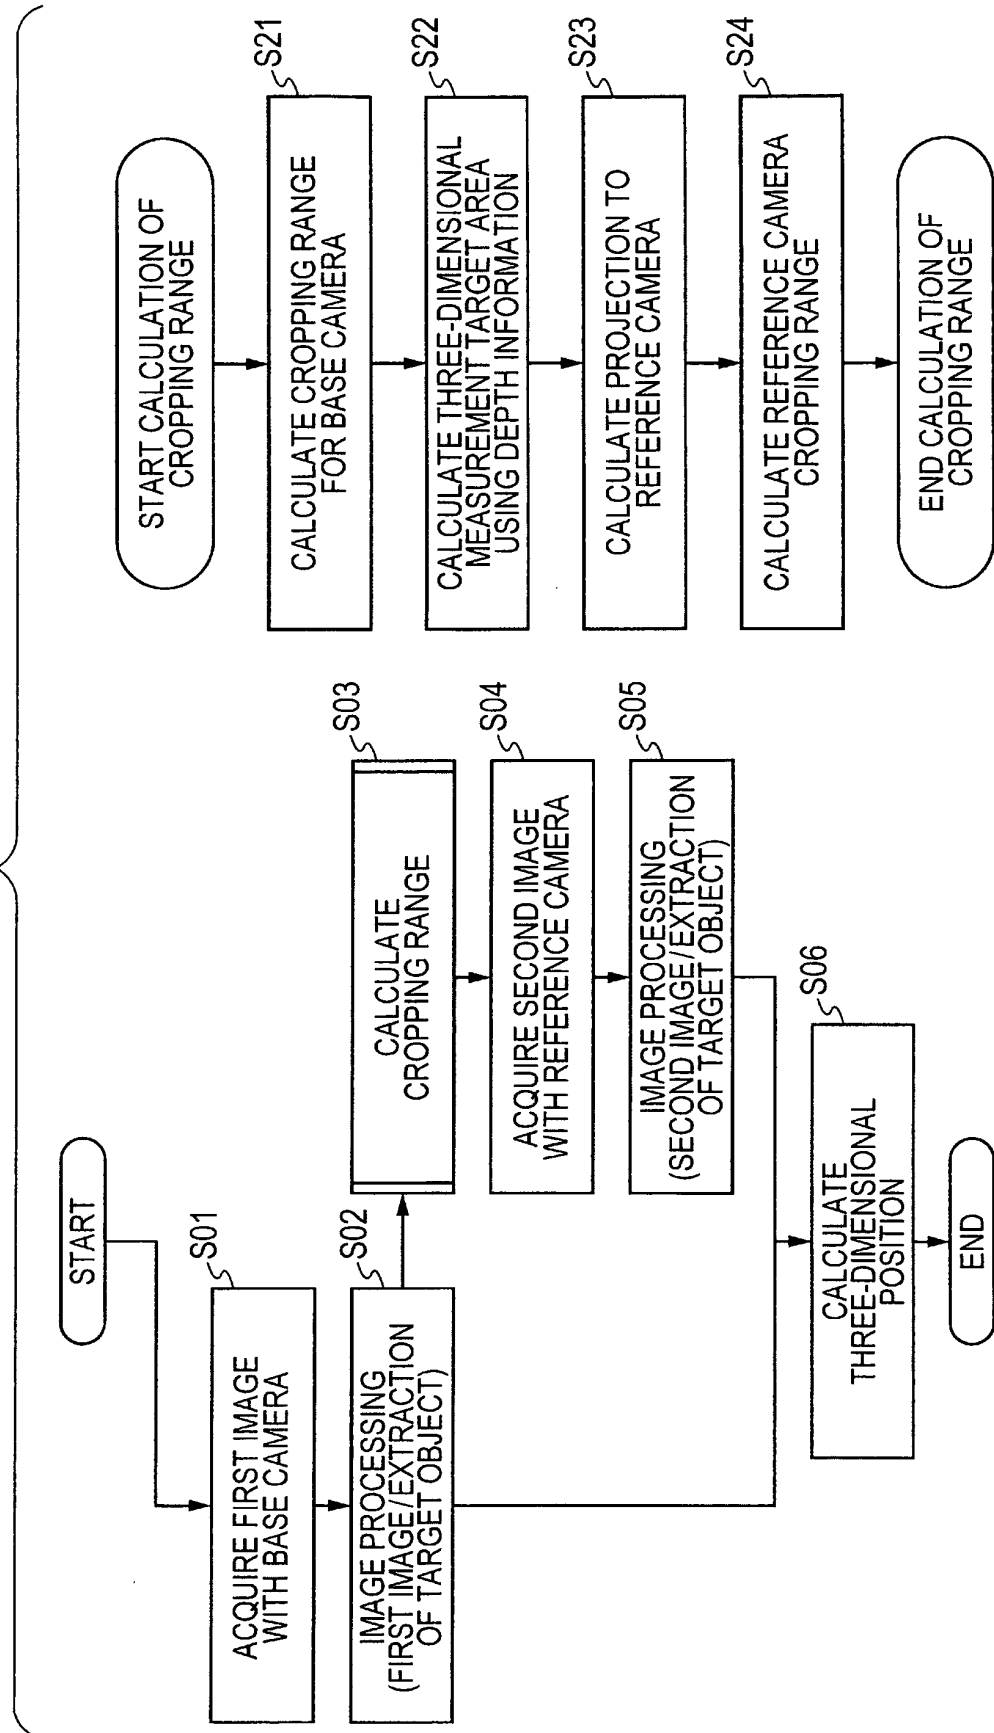 START
S01
ACQUIRE FIRST IMAGE
WITH BASE CAMERA
S02
IMAGE PROCESSING
(FIRST IMAGE/EXTRACTION
OF TARGET OBJECT)
S03
CALCULATE
CROPPING RANGE
S04
ACQUIRE SECOND IMAGE
WITH REFERENCE CAMERA
S05
IMAGE PROCESSING
(SECOND IMAGE/EXTRACTION
OF TARGET OBJECT)
S06
CALCULATE
THREE-DIMENSIONAL
POSITION
END
START CALCULATION OF
CROPPING RANGE
S21
CALCULATE CROPPING RANGE
FOR BASE CAMERA
S22
CALCULATE THREE-DIMENSIONAL
MEASUREMENT TARGET AREA
USING DEPTH INFORMATION
S23
CALCULATE PROJECTION TO
REFERENCE CAMERA
S24
CALCULATE REFERENCE CAMERA
CROPPING RANGE
END CALCULATION OF
CROPPING RANGE